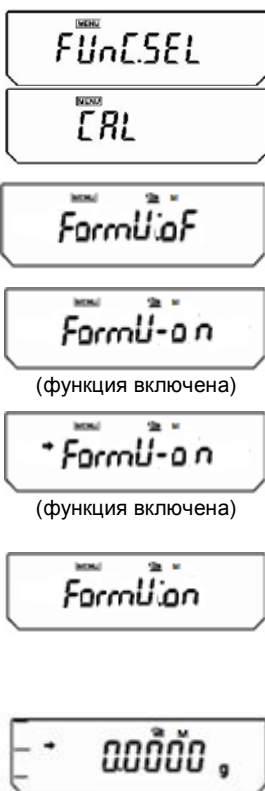 MENU
FUnC.SEL
MENU
CAL
MENU M
FormU:oF
MENU M
FormU-on
(функция включена)
MENU M
FormU-on
(функция включена)
MENU M
FormU:on
M
0.0000 g